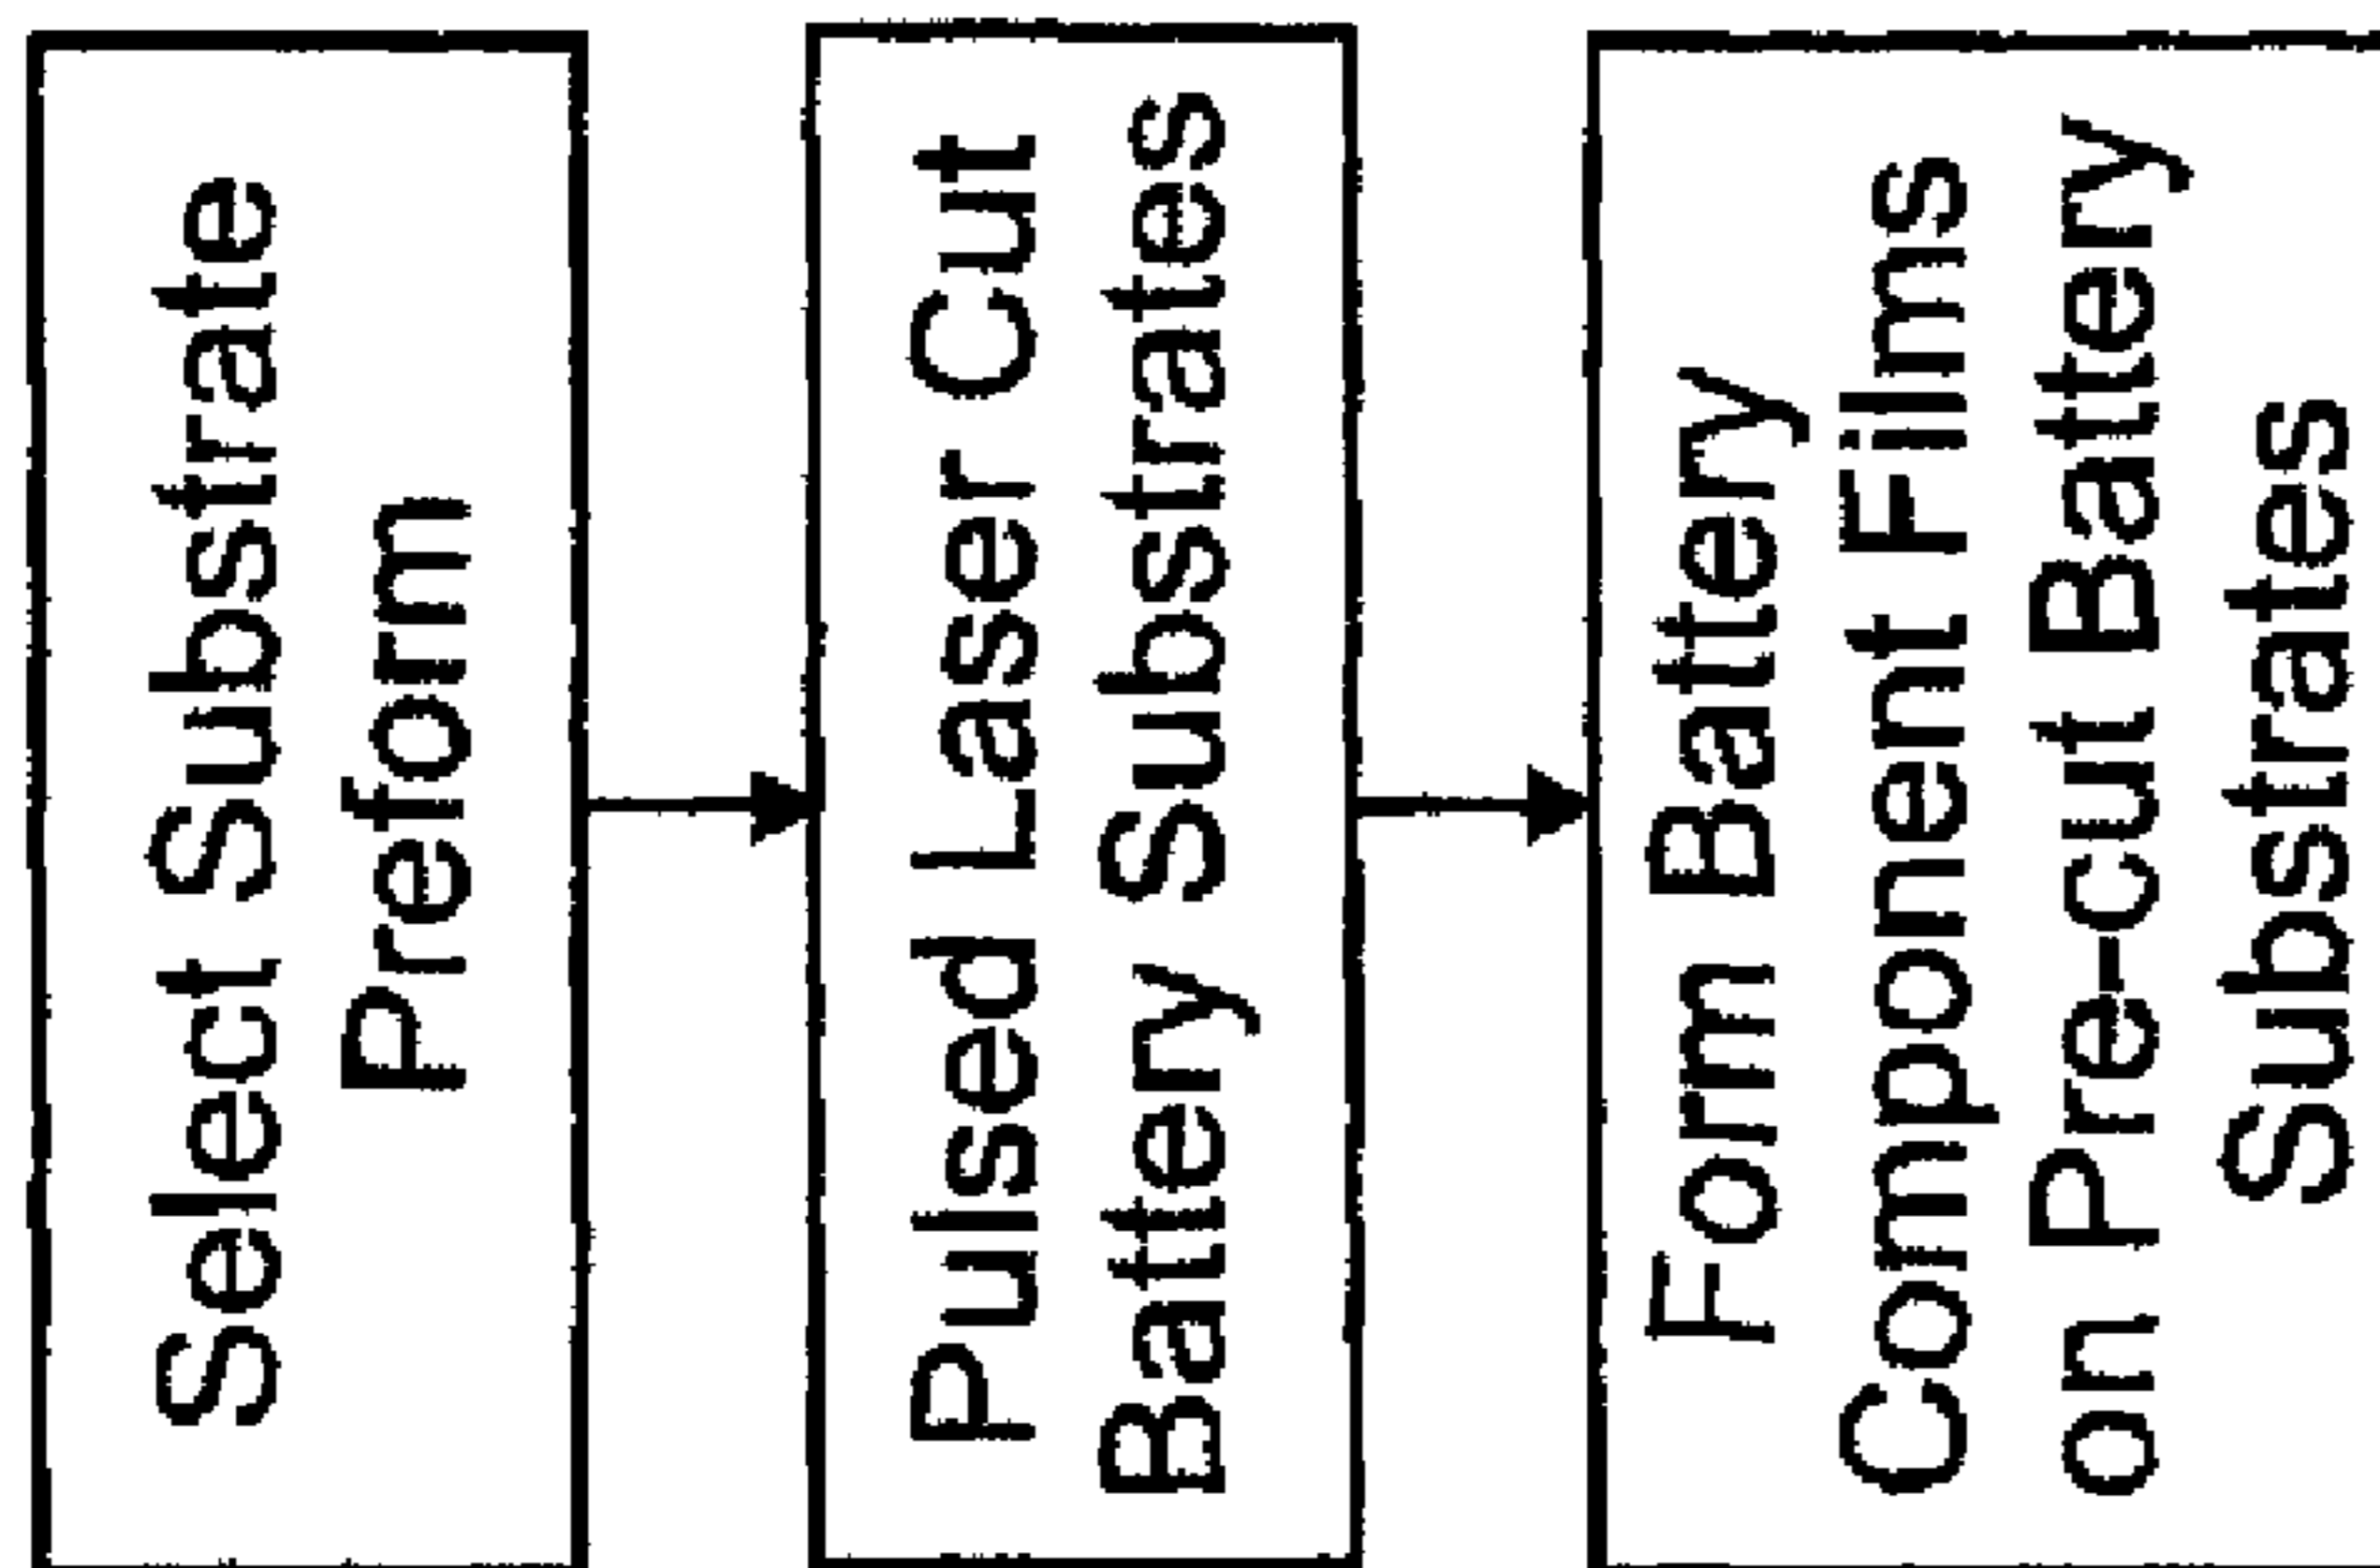 Select Substrate
Preform
Pulsed Laser Cut
Battery Substrates
Form Battery
Component Films
on Pre-cut Battery
Substrates